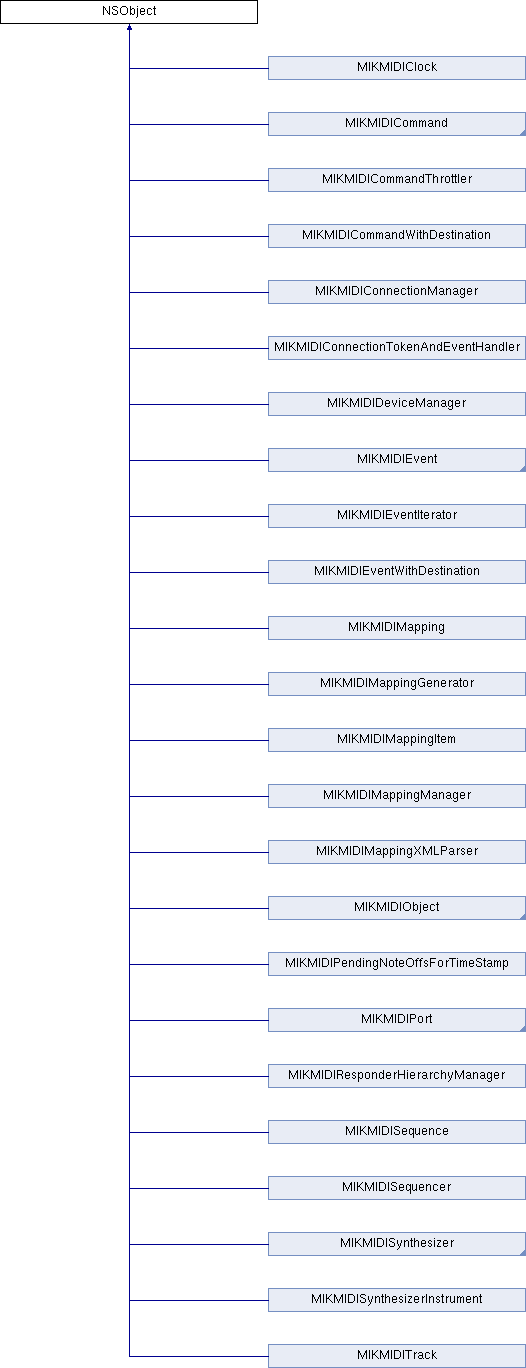 NSObject
MIKMIDIClock
MIKMIDICommand
MIKMIDICommandThrottler
MIKMIDICommandWithDestination
MIKMIDIConnectionManager
MIKMIDIConnectionTokenAndEventHandler
MIKMIDIDeviceManager
MIKMIDIEvent
MIKMIDIEventIterator
MIKMIDIEventWithDestination
MIKMIDIMapping
MIKMIDIMappingGenerator
MIKMIDIMappingItem
MIKMIDIMappingManager
MIKMIDIMappingXMLParser
MIKMIDIObject
MIKMIDIPendingNoteOffsForTimeStamp
MIKMIDIPort
MIKMIDIResponderHierarchyManager
MIKMIDISequence
MIKMIDISequencer
MIKMIDISynthesizer
MIKMIDISynthesizerInstrument
MIKMIDITrack